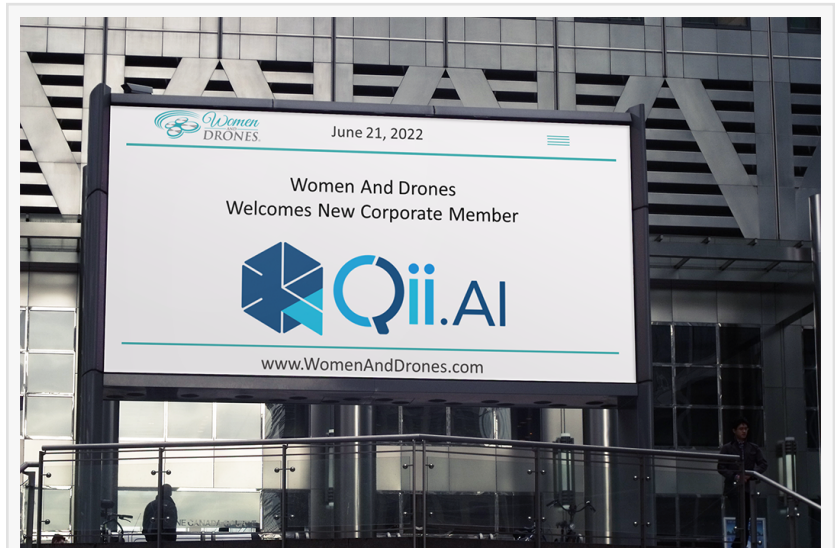 Women
AND
DRONES.
June 21, 2022
Women And Drones
Welcomes New Corporate Member
Qii.AI
www.WomenAndDrones.com